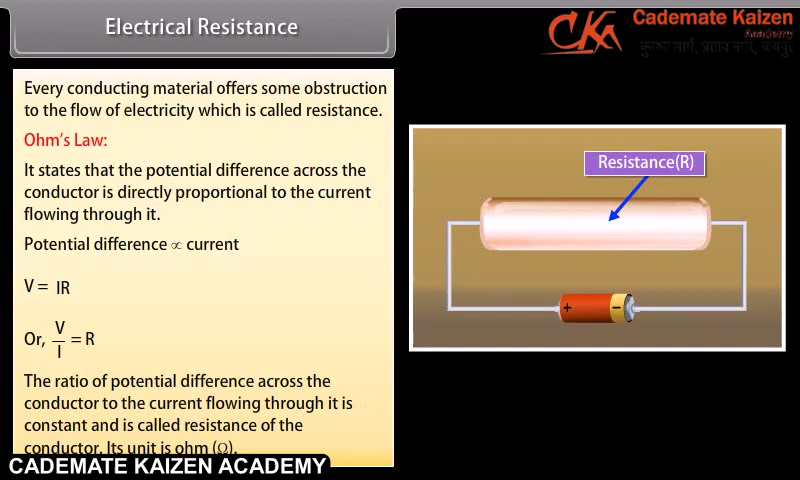 Electrical Resistance
CKA
Cademate Kaizen
Academy
कृष्णा मार्ग, प्रताप नगर, जयपुर
Every conducting material offers some obstruction
to the flow of electricity which is called resistance.
Ohm's Law:
It states that the potential difference across the
conductor is directly proportional to the current
flowing through it.
Potential difference ∝ current
V = IR
Or, V/I = R
The ratio of potential difference across the
conductor to the current flowing through it is
constant and is called resistance of the
conductor. Its unit is ohm (Ω).
Resistance(R)
+ −
CADEMATE KAIZEN ACADEMY